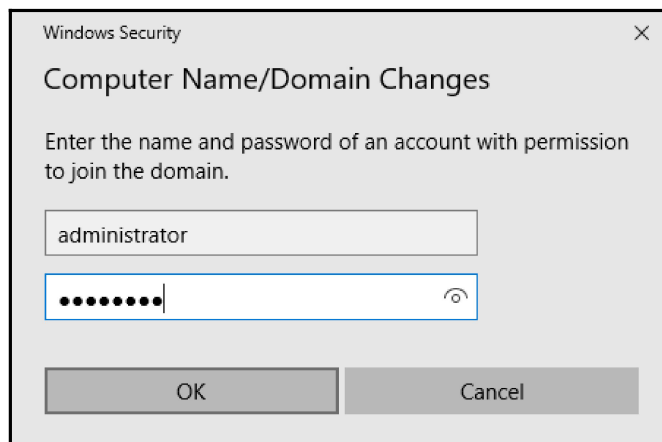 Windows Security
Computer Name/Domain Changes
Enter the name and password of an account with permission
to join the domain.
administrator
●●●●●●●●
OK
Cancel